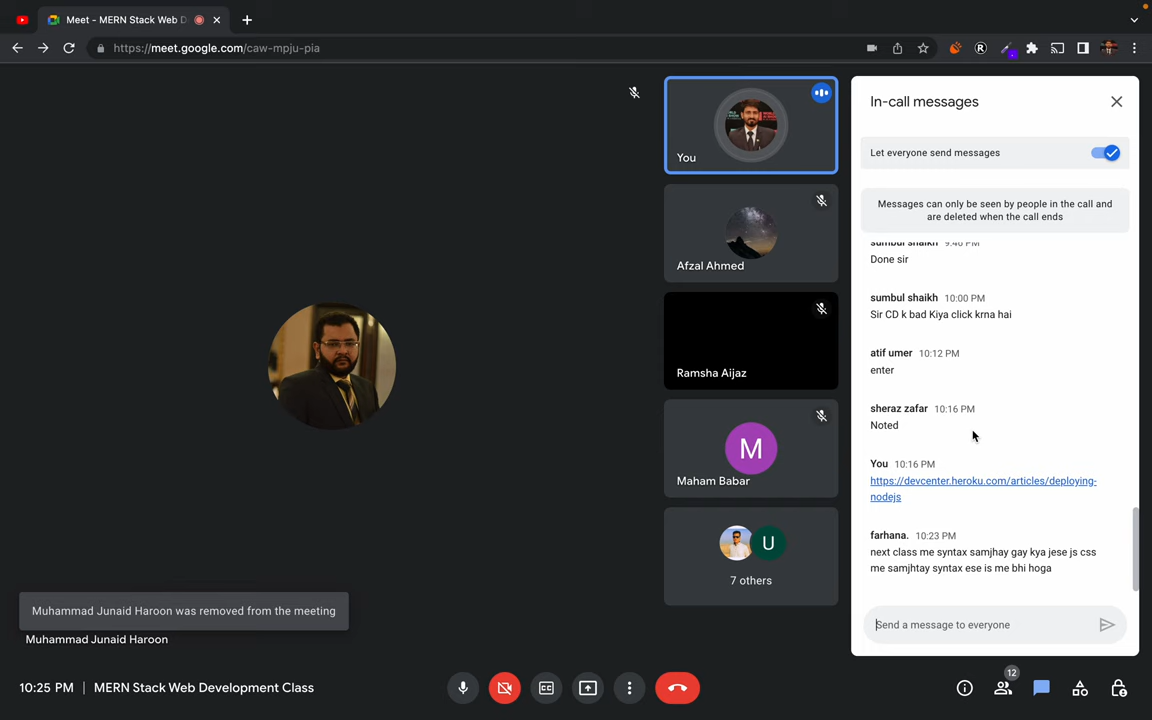 Meet - MERN Stack Web D
https://meet.google.com/caw-mpju-pia
In-call messages
Let everyone send messages
Messages can only be seen by people in the call and
are deleted when the call ends
sumbul shaikh 9:40 PM
Done sir
sumbul shaikh 10:00 PM
Sir CD k bad Kiya click krna hai
atif umer 10:12 PM
enter
sheraz zafar 10:16 PM
Noted
You 10:16 PM
https://devcenter.heroku.com/articles/deploying-
nodejs
farhana. 10:23 PM
next class me syntax samjhay gay kya jese js css
me samjhtay syntax ese is me bhi hoga
Send a message to everyone
You
Afzal Ahmed
Ramsha Aijaz
M
Maham Babar
U
7 others
Muhammad Junaid Haroon was removed from the meeting
Muhammad Junaid Haroon
10:25 PM | MERN Stack Web Development Class
12